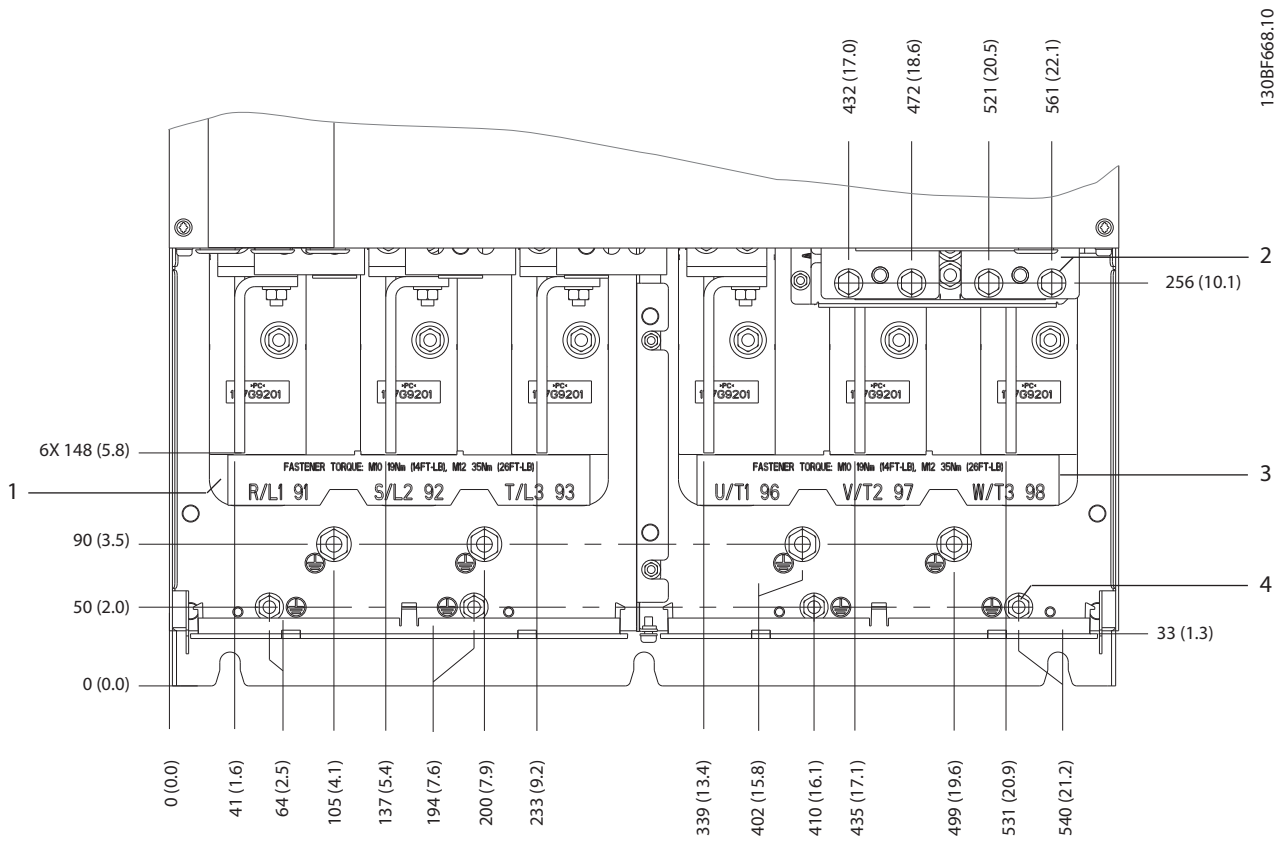 130BF668.10
432 (17.0)
472 (18.6)
521 (20.5)
561 (22.1)
2
256 (10.1)
»PC«
»PC«
»PC«
»PC«
»PC«
»PC«
6X 148 (5.8)
FASTENER TORQUE: M10 19Nm (14FT-LB), M12 35Nm (26FT-LB)
FASTENER TORQUE: M10 19Nm (14FT-LB), M12 35Nm (26FT-LB)
3
1
R/L1 91 S/L2 92 T/L3 93
U/T1 96 V/T2 97 W/T3 98
90 (3.5)
4
50 (2.0)
33 (1.3)
0 (0.0)
0 (0.0)
41 (1.6)
64 (2.5)
105 (4.1)
137 (5.4)
194 (7.6)
200 (7.9)
233 (9.2)
339 (13.4)
402 (15.8)
410 (16.1)
435 (17.1)
499 (19.6)
531 (20.9)
540 (21.2)